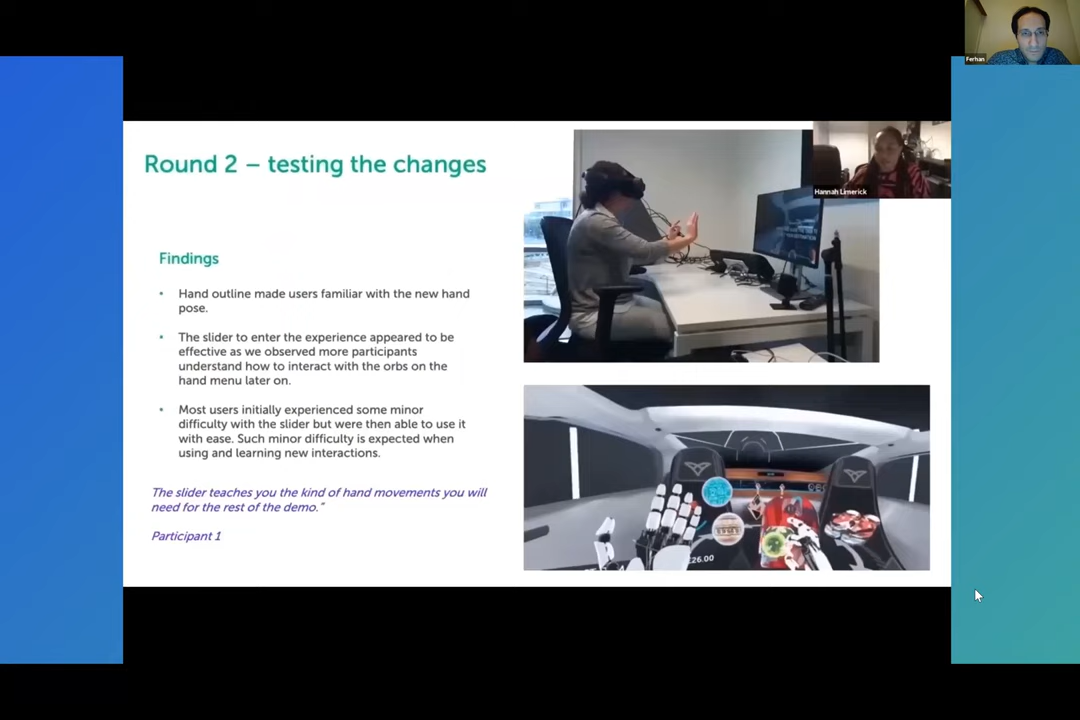 Ferhan
Round 2 – testing the changes
Hannah Limerick
Findings
• Hand outline made users familiar with the new hand
pose.
• The slider to enter the experience appeared to be
effective as we observed more participants
understand how to interact with the orbs on the
hand menu later on.
• Most users initially experienced some minor
difficulty with the slider but were then able to use it
with ease. Such minor difficulty is expected when
using and learning new interactions.
The slider teaches you the kind of hand movements you will
need for the rest of the demo."
Participant 1
26.00